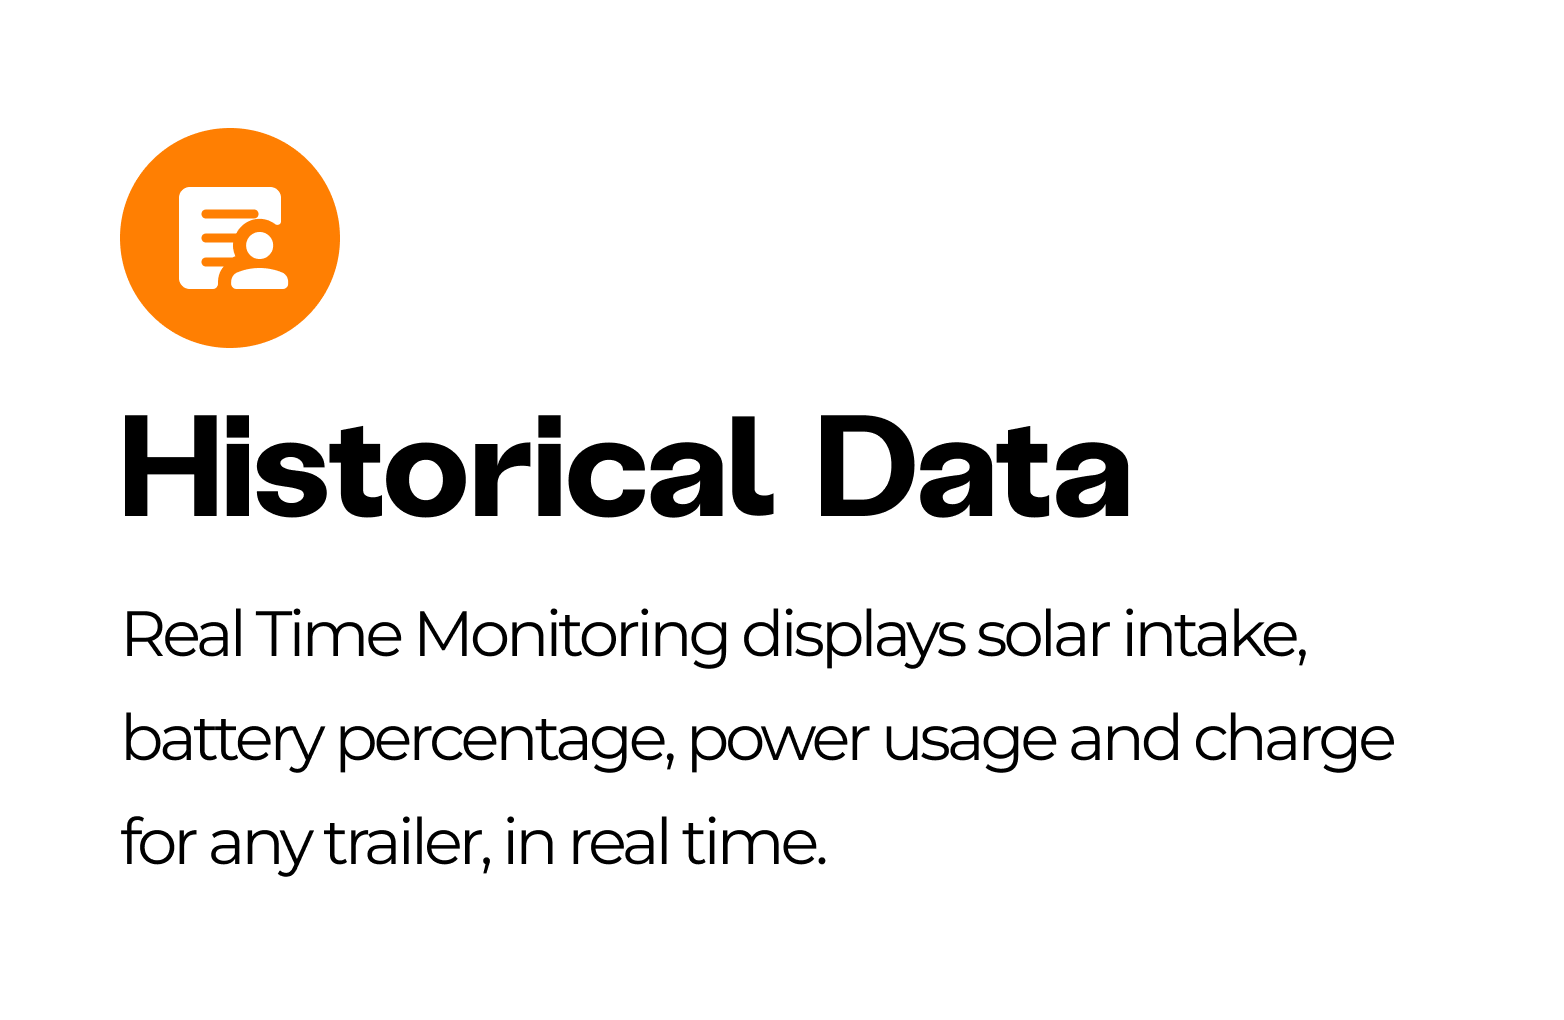 Historical Data
Real Time Monitoring displays solar intake,
battery percentage, power usage and charge
for any trailer, in real time.